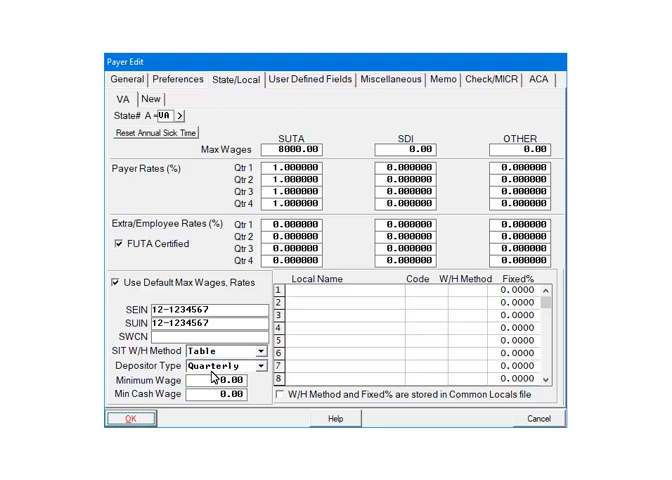 Payer Edit
General Preferences State/Local User Defined Fields Miscellaneous Memo Check/MICR ACA
VA New
State# A =VA >
Reset Annual Sick Time
SUTA SDI OTHER
Max Wages 8000.00 0.00 0.00
Payer Rates (%) Qtr 1 1.000000 0.000000 0.000000
Qtr 2 1.000000 0.000000 0.000000
Qtr 3 1.000000 0.000000 0.000000
Qtr 4 1.000000 0.000000 0.000000
Extra/Employee Rates (%) Qtr 1 0.000000 0.000000 0.000000
Qtr 2 0.000000 0.000000 0.000000
FUTA Certified Qtr 3 0.000000 0.000000 0.000000
Qtr 4 0.000000 0.000000 0.000000
Use Default Max Wages, Rates
SEIN 12-1234567
SUIN 12-1234567
SWCN
SIT W/H Method Table
Depositor Type Quarterly
Minimum Wage 0.00
Min Cash Wage 0.00
Local Name Code W/H Method Fixed%
1 0.0000
2 0.0000
3 0.0000
4 0.0000
5 0.0000
6 0.0000
7 0.0000
8 0.0000
W/H Method and Fixed% are stored in Common Locals file
OK Help Cancel